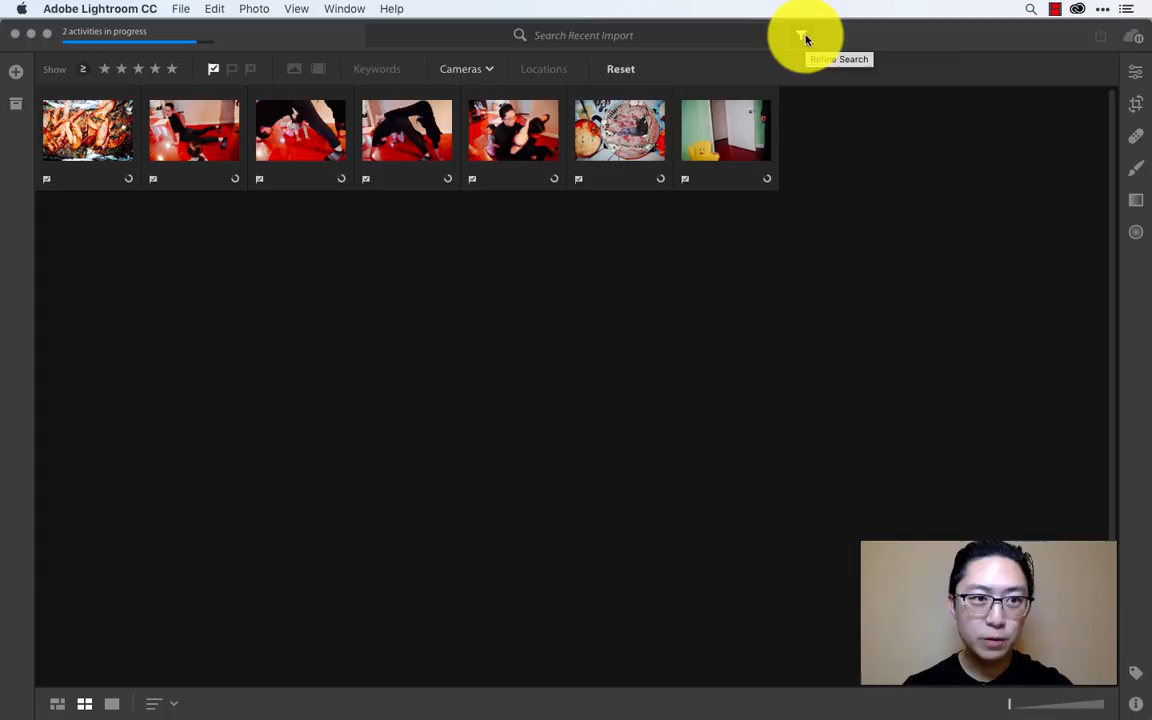 Adobe Lightroom CC File Edit Photo View Window Help
2 activities in progress
Search Recent Import
Refine Search
Show ≥ Keywords Cameras Locations Reset